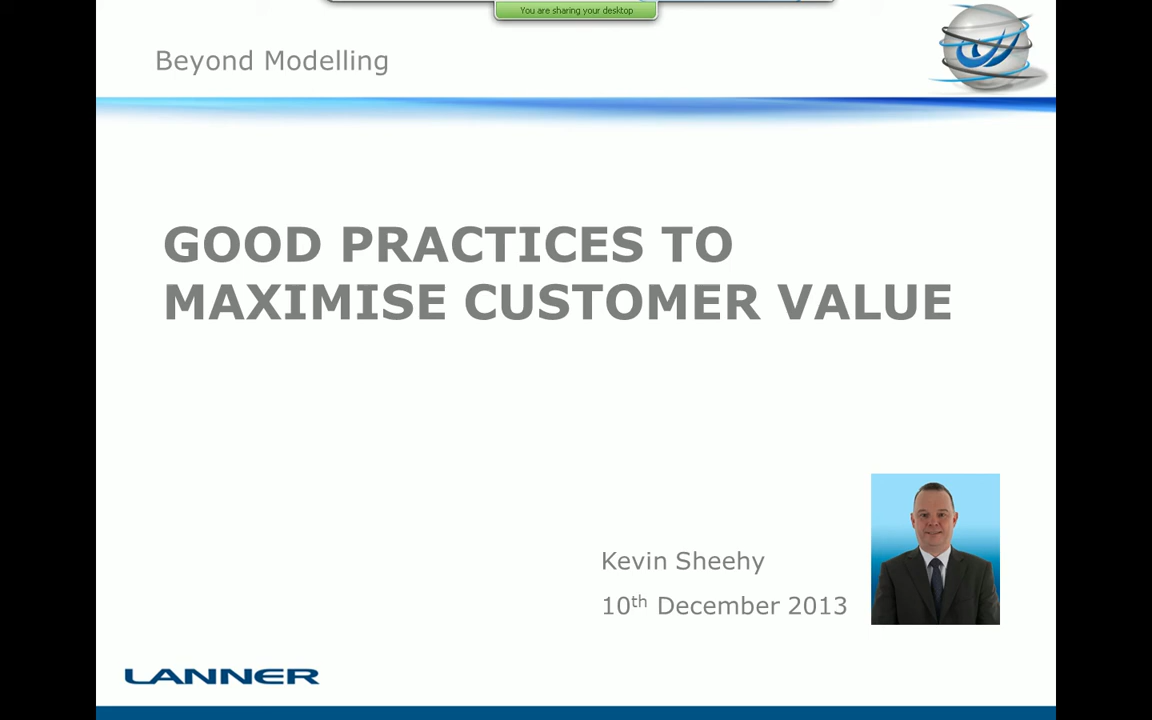 You are sharing your desktop
Beyond Modelling
GOOD PRACTICES TO
MAXIMISE CUSTOMER VALUE
Kevin Sheehy
10th December 2013
LANNER